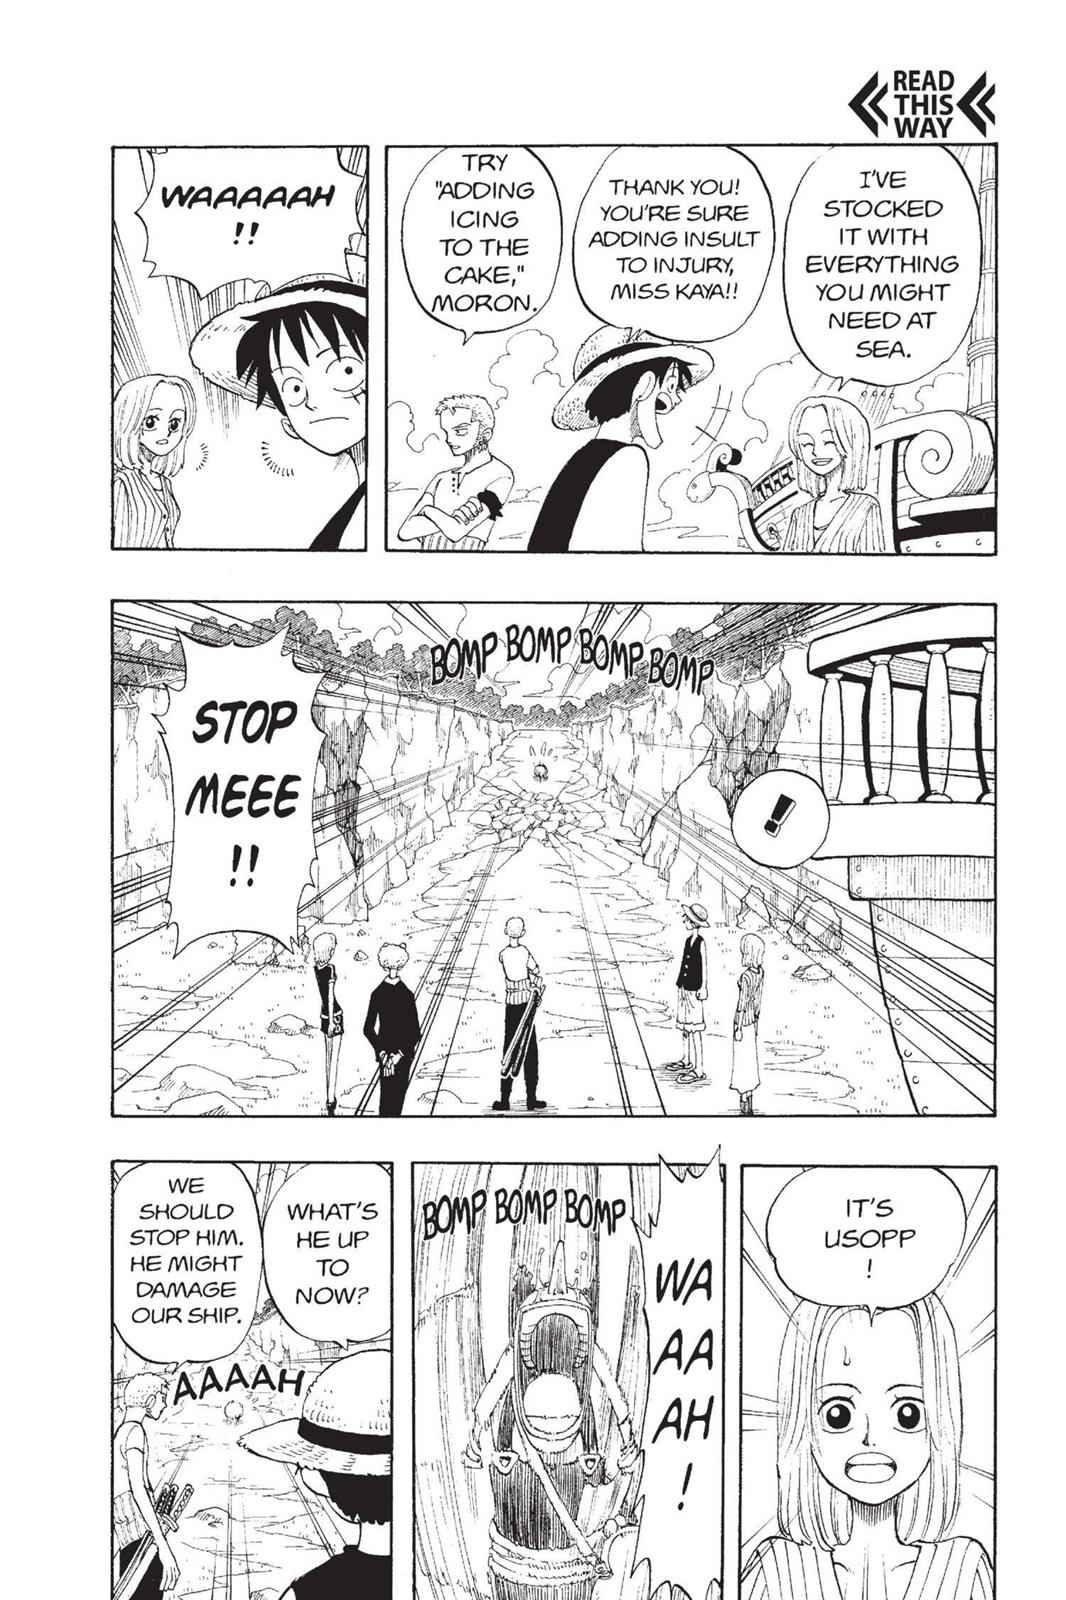 READ
THIS
WAY
I'VE
STOCKED
IT WITH
EVERYTHING
YOU MIGHT
NEED AT
SEA.
THANK YOU!
YOU'RE SURE
ADDING INSULT
TO INJURY,
MISS KAYA!!
TRY
"ADDING
ICING
TO THE
CAKE,"
MORON.
WAAAAAH
!!
BOMP BOMP BOMP BOMP
!
STOP
MEEE
!!
IT'S
USOPP
!
WA
AA
AH
!
BOMP BOMP BOMP
WHAT'S
HE UP
TO
NOW?
WE
SHOULD
STOP HIM.
HE MIGHT
DAMAGE
OUR SHIP.
AAAAH